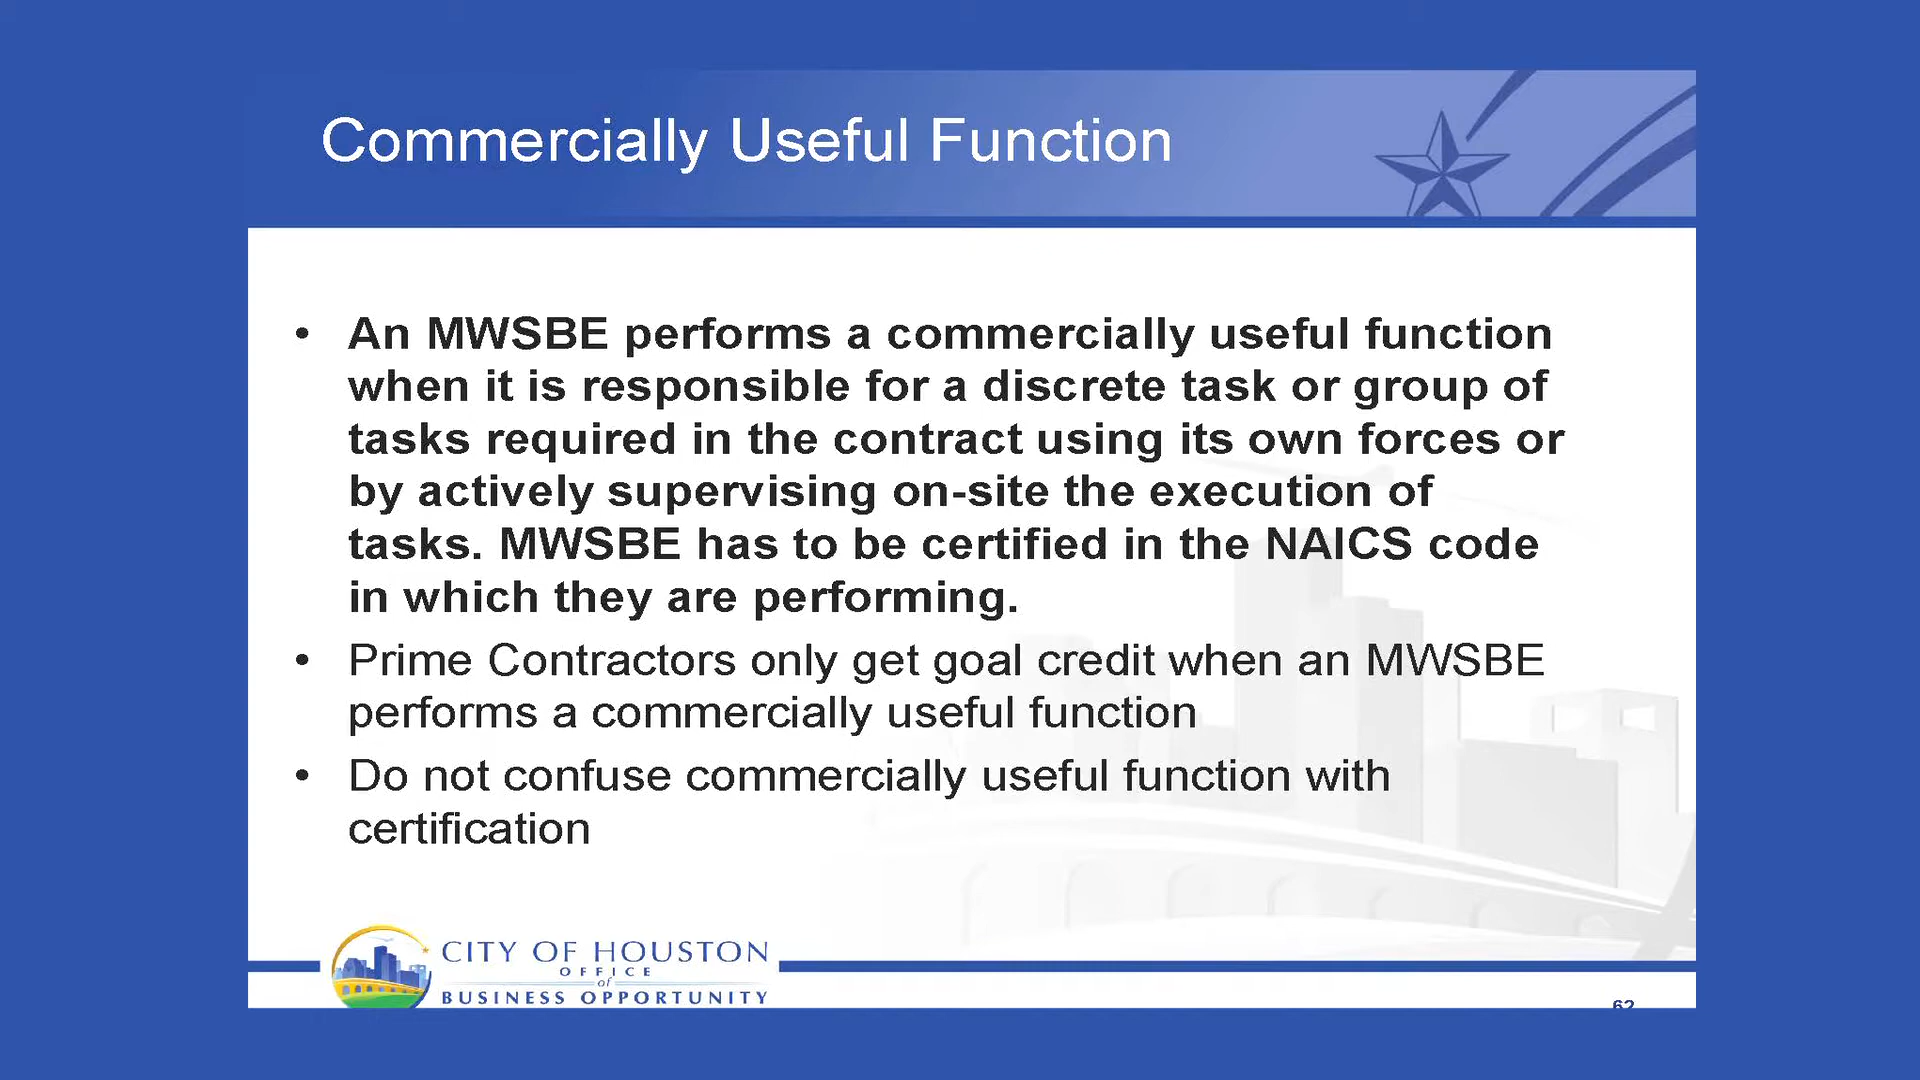 Commercially Useful Function
• An MWSBE performs a commercially useful function
when it is responsible for a discrete task or group of
tasks required in the contract using its own forces or
by actively supervising on-site the execution of
tasks. MWSBE has to be certified in the NAICS code
in which they are performing.
• Prime Contractors only get goal credit when an MWSBE
performs a commercially useful function
• Do not confuse commercially useful function with
certification
CITY OF HOUSTON
OFFICE
of
BUSINESS OPPORTUNITY
62